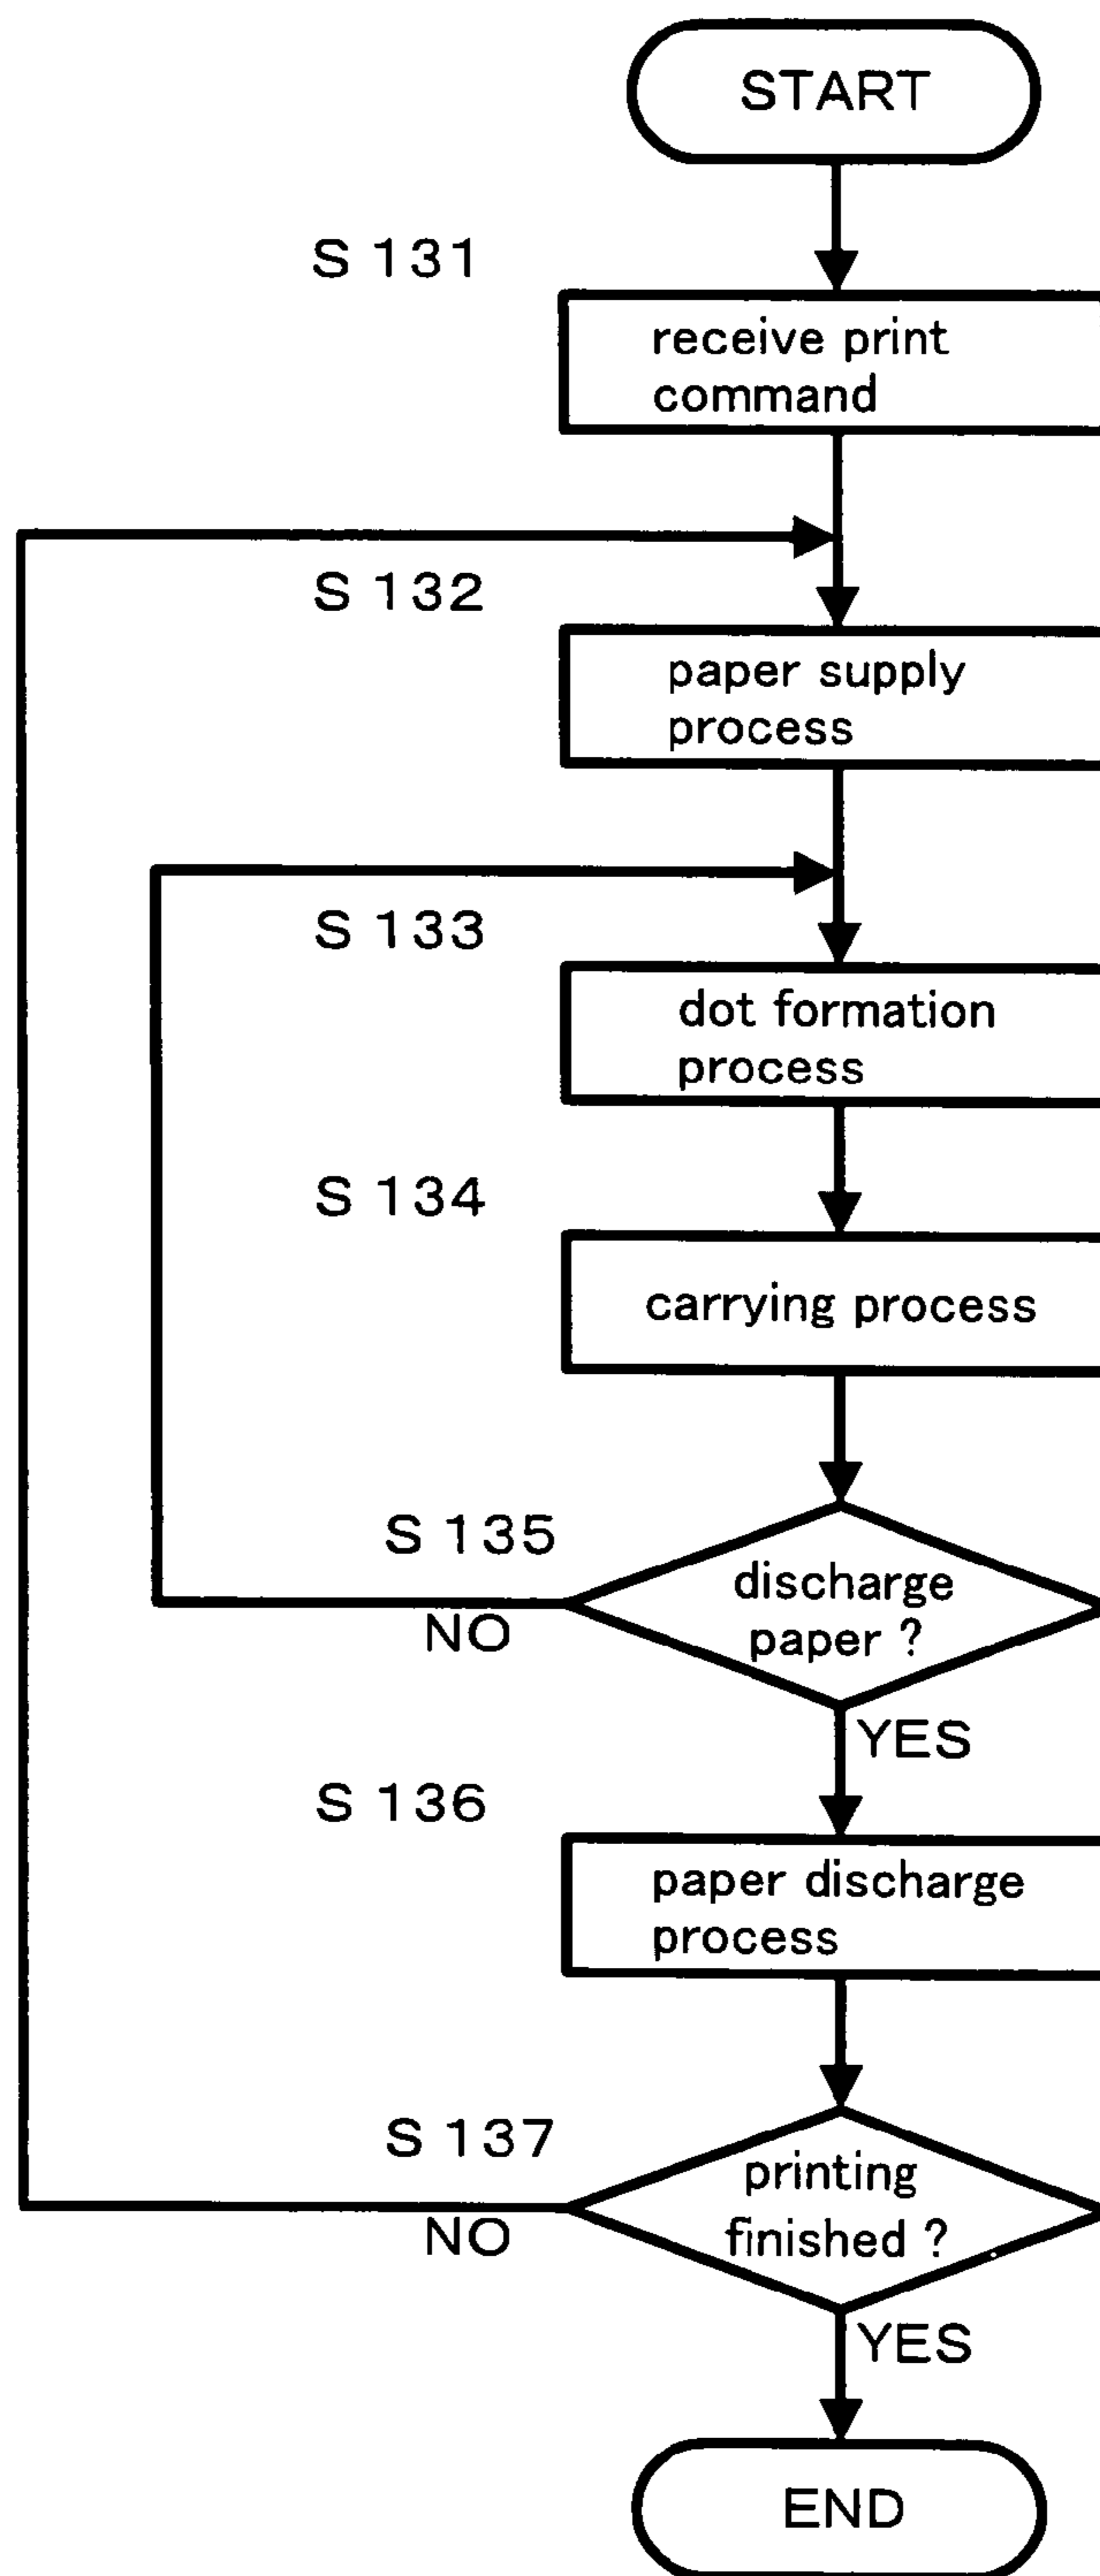 START
S 131
receive print
command
S 132
paper supply
process
S 133
dot formation
process
S 134
carrying process
S 135
discharge
paper ?
NO
YES
S 136
paper discharge
process
S 137
printing
finished ?
NO
YES
END